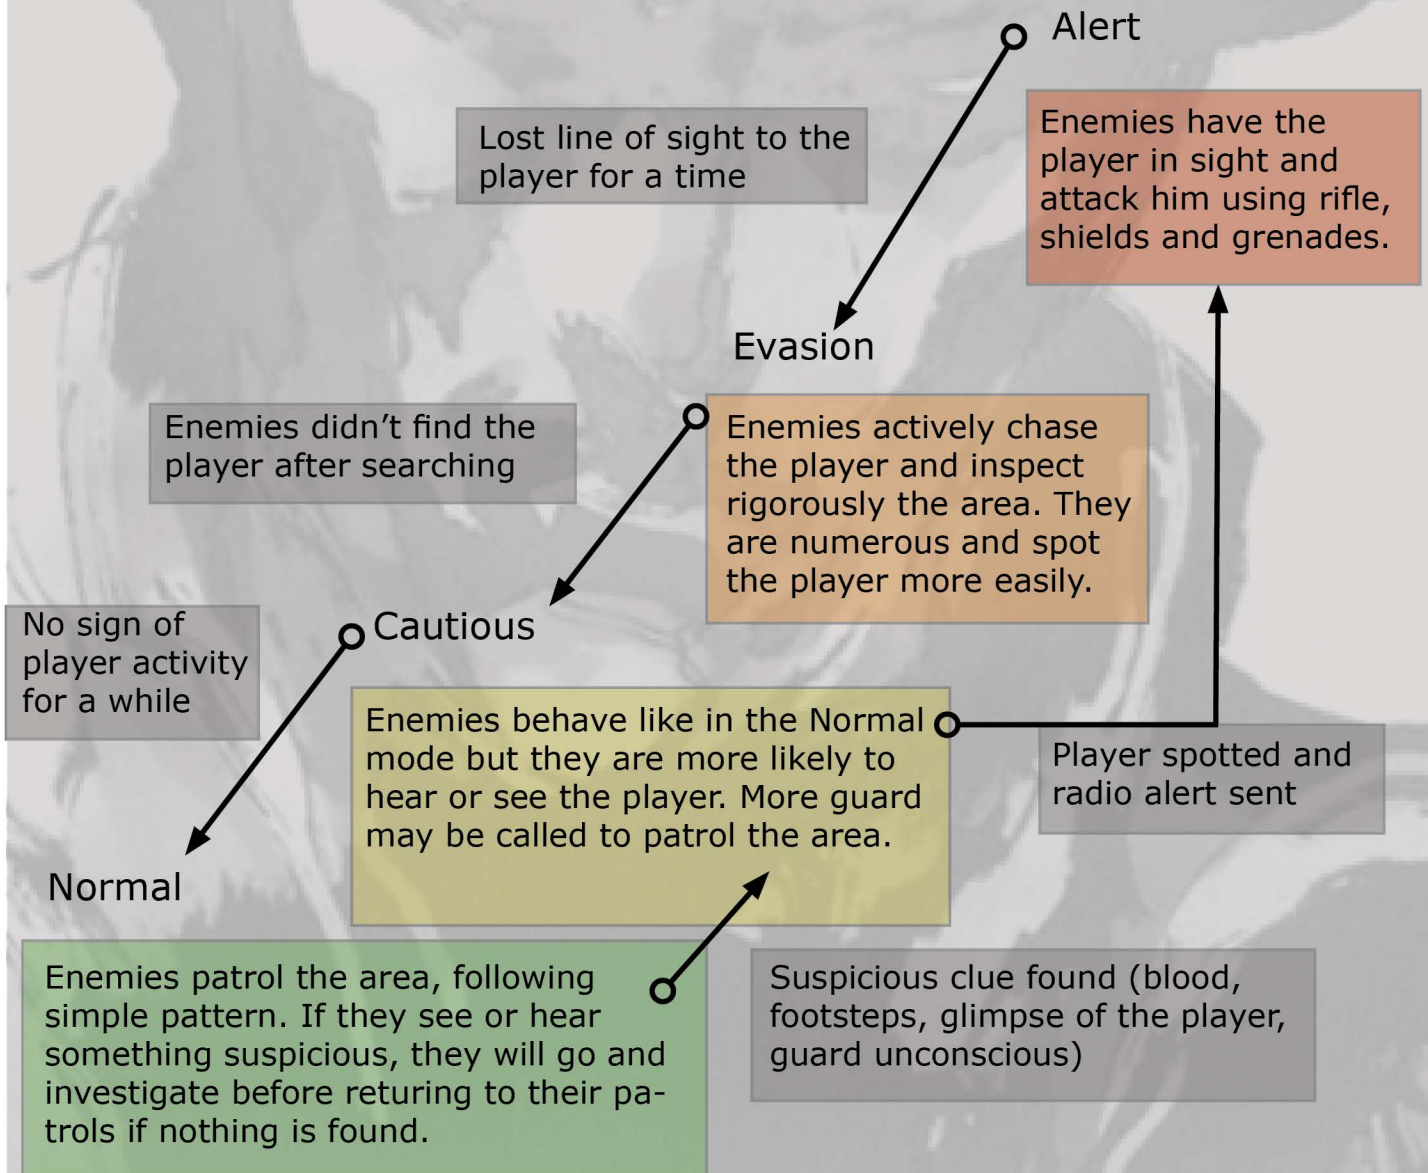 Alert
Enemies have the
player in sight and
attack him using rifle,
shields and grenades.
Lost line of sight to the
player for a time
Evasion
Enemies actively chase
the player and inspect
rigorously the area. They
are numerous and spot
the player more easily.
Enemies didn't find the
player after searching
Cautious
Enemies behave like in the Normal
mode but they are more likely to
hear or see the player. More guard
may be called to patrol the area.
Player spotted and
radio alert sent
No sign of
player activity
for a while
Normal
Enemies patrol the area, following
simple pattern. If they see or hear
something suspicious, they will go and
investigate before returing to their pa-
trols if nothing is found.
Suspicious clue found (blood,
footsteps, glimpse of the player,
guard unconscious)